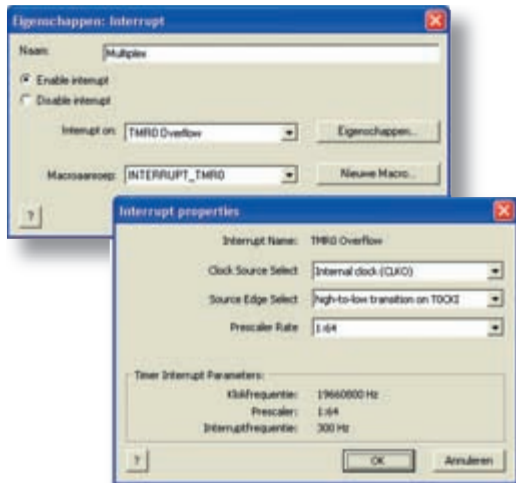 Eigenschappen: Interrupt
Naam: Multiplex
Enable interrupt
Disable interrupt
Interrupt on: TMR0 Overflow Eigenschappen...
Macroaanroep: INTERRUPT_TMR0 Nieuwe Macro...
?
Interrupt properties
Interrupt Name: TMR0 Overflow
Clock Source Select Internal clock (CLKO)
Source Edge Select high-to-low transition on T0CKI
Prescaler Rate 1:64
Timer Interrupt Parameters:
Klokfrequentie: 19660800 Hz
Prescaler: 1:64
Interruptfrequentie: 300 Hz
? OK Annuleren